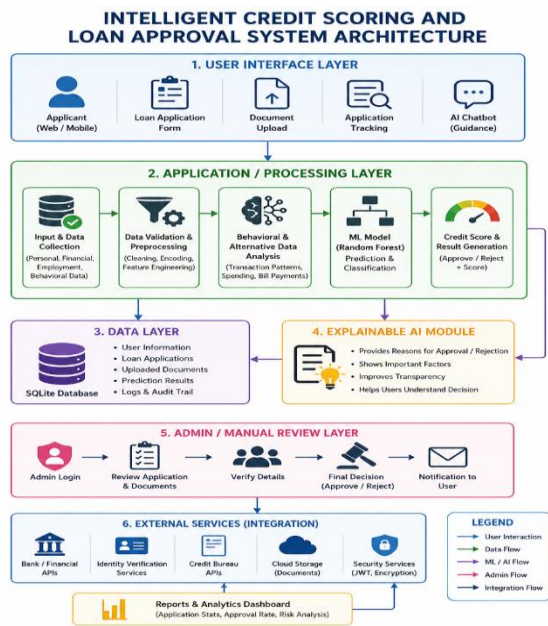 INTELLIGENT CREDIT SCORING AND
LOAN APPROVAL SYSTEM ARCHITECTURE
1. USER INTERFACE LAYER
Applicant
(Web / Mobile)
Loan Application
Form
Document
Upload
Application
Tracking
AI Chatbot
(Guidance)
2. APPLICATION / PROCESSING LAYER
Input & Data
Collection
(Personal, Financial,
Employment,
Behavioral Data)
Data Validation &
Preprocessing
(Cleaning, Encoding,
Feature Engineering)
Behavioral &
Alternative Data
Analysis
(Transaction Patterns,
Spending, Bill Payments)
ML Model
(Random Forest)
Prediction &
Classification
Credit Score &
Result Generation
(Approve / Reject
+ Score)
3. DATA LAYER
SQLite Database
• User Information
• Loan Applications
• Uploaded Documents
• Prediction Results
• Logs & Audit Trail
4. EXPLAINABLE AI MODULE
• Provides Reasons for Approval / Rejection
• Shows Important Factors
• Improves Transparency
• Helps Users Understand Decision
5. ADMIN / MANUAL REVIEW LAYER
Admin Login
Review Application
& Documents
Verify Details
Final Decision
(Approve / Reject)
Notification to
User
6. EXTERNAL SERVICES (INTEGRATION)
Bank / Financial
APIs
Identity Verification
Services
Credit Bureau
APIs
Cloud Storage
(Documents)
Security Services
(JWT, Encryption)
Reports & Analytics Dashboard
(Application Stats, Approval Rate, Risk Analysis)
LEGEND
User Interaction
Data Flow
ML / AI Flow
Admin Flow
Integration Flow